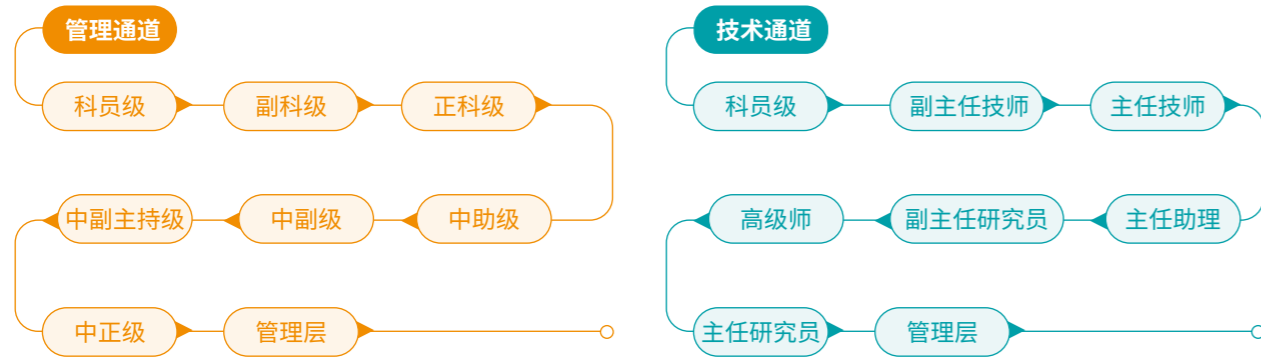 管理通道
科员级
副科级
正科级
中助级
中副级
中副主持级
中正级
管理层
技术通道
科员级
副主任技师
主任技师
主任助理
副主任研究员
高级师
主任研究员
管理层